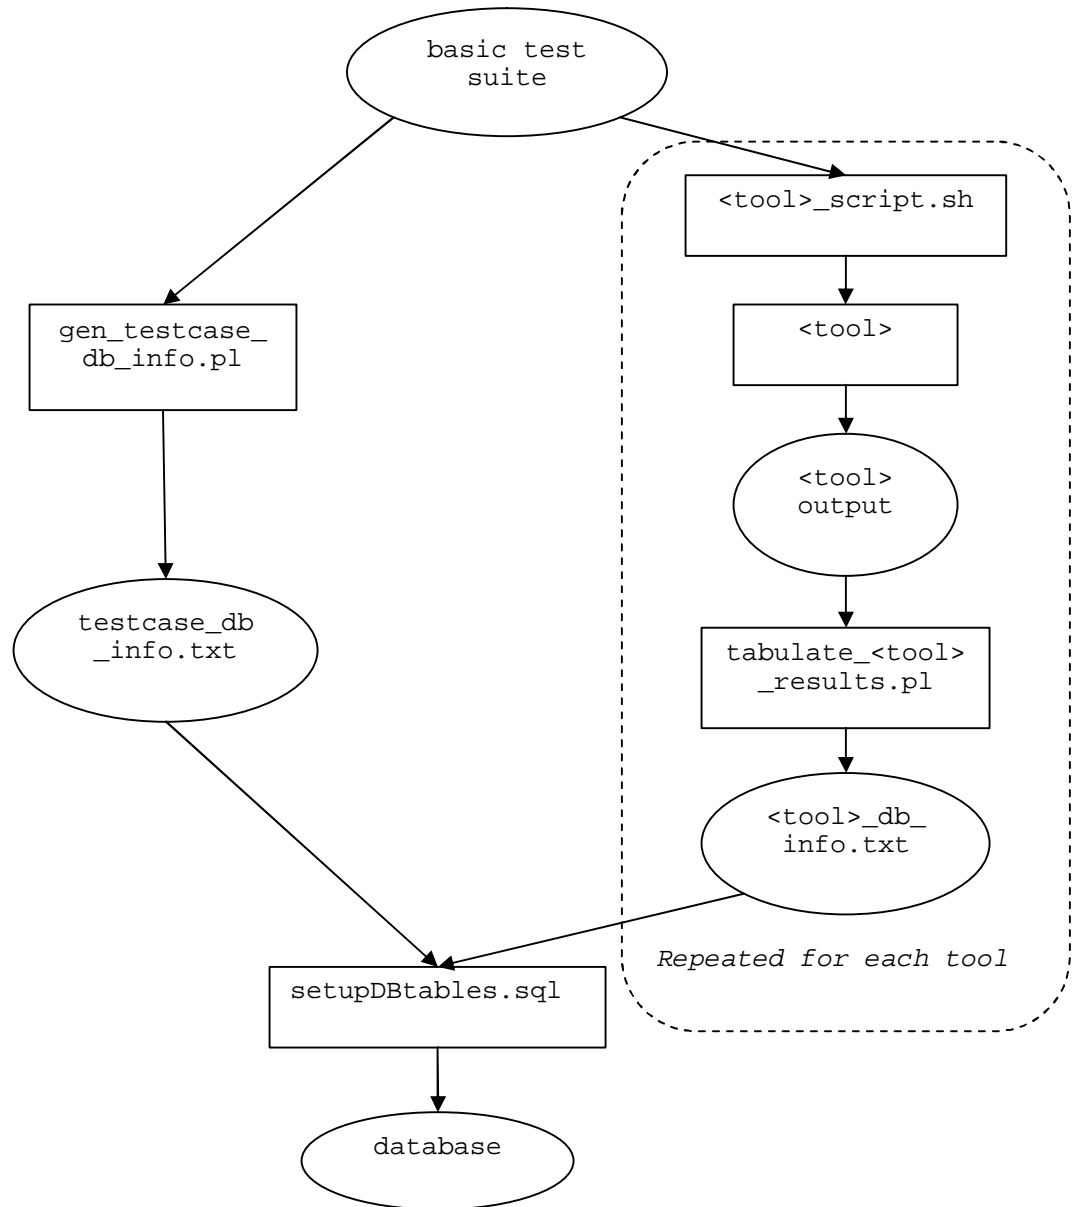 basic test
suite
<tool>_script.sh
<tool>
gen_testcase_
db_info.pl
<tool>
output
testcase_db
_info.txt
tabulate_<tool>
_results.pl
<tool>_db_
info.txt
Repeated for each tool
setupDBtables.sql
database